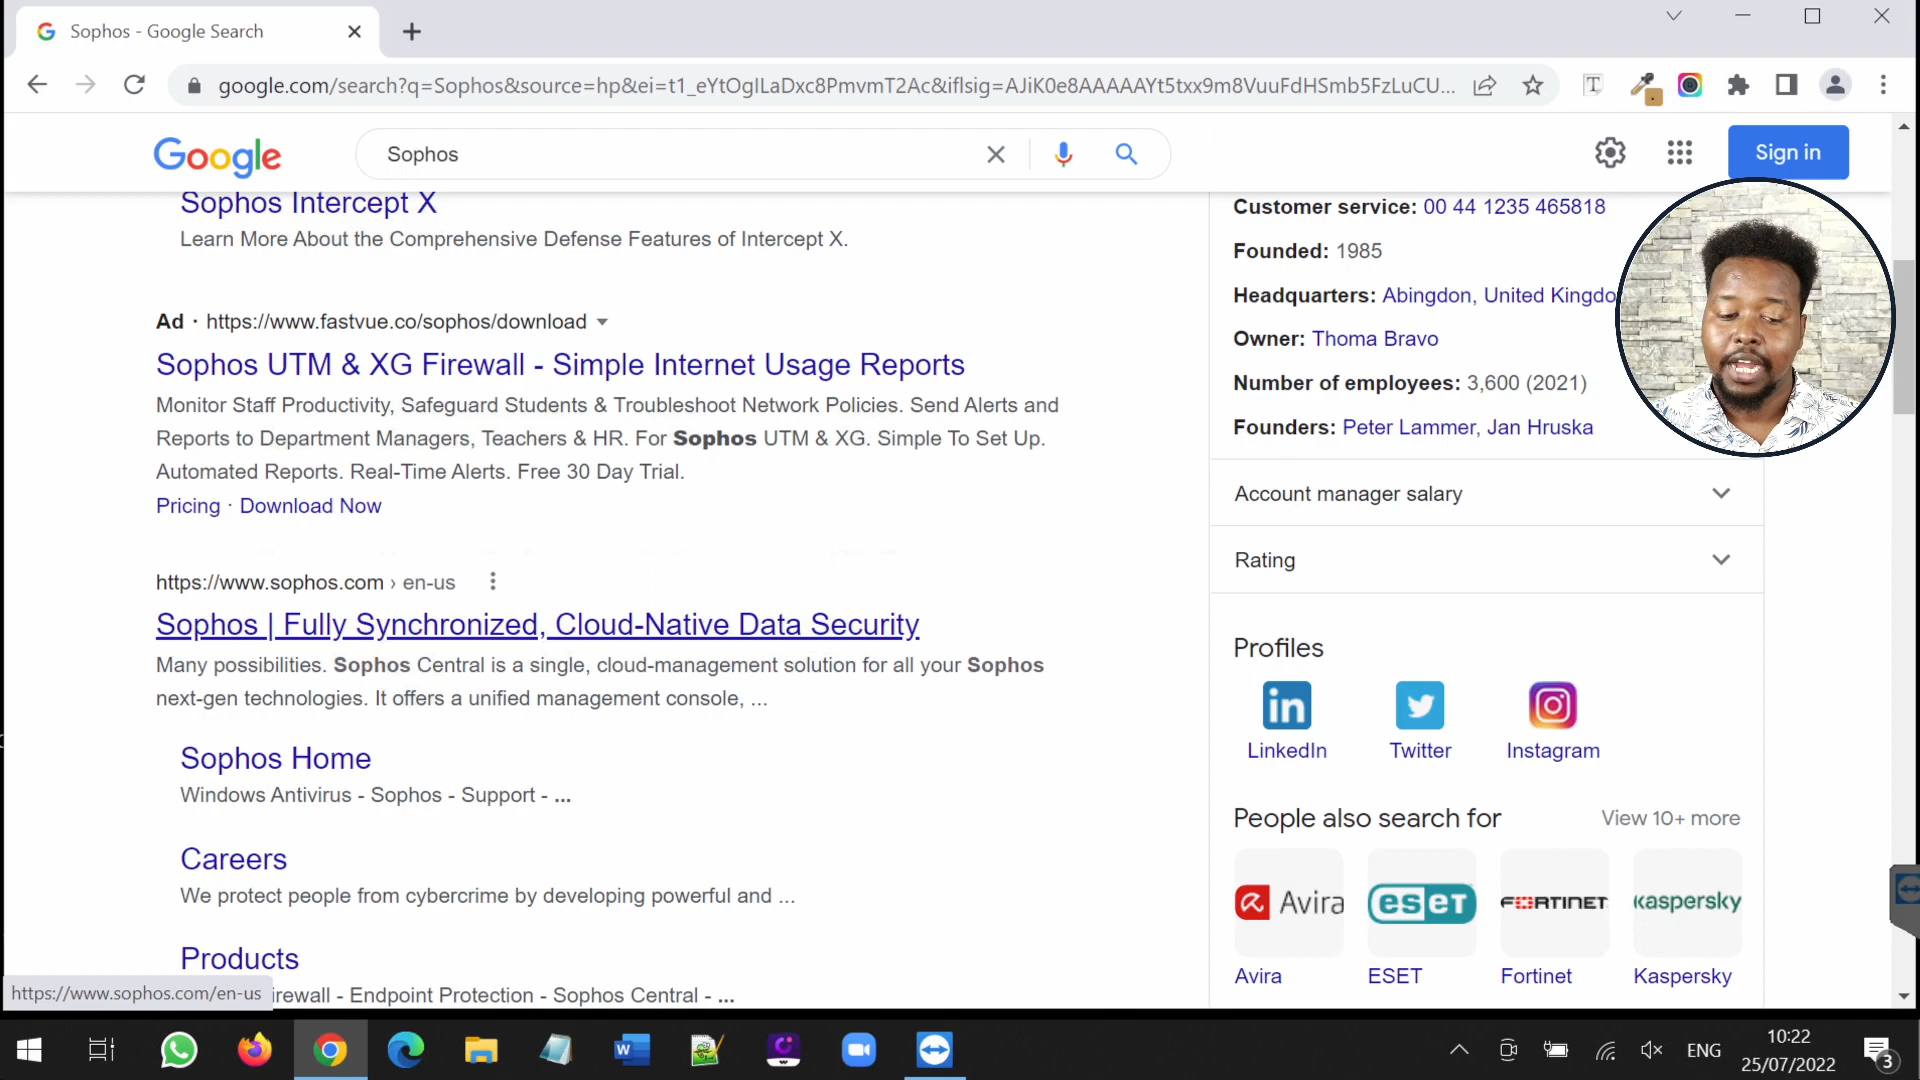 Sophos - Google Search
google.com/search?q=Sophos&source=hp&ei=t1_eYtOgILaDxc8PmvmT2Ac&iflsig=AJiK0e8AAAAAYt5txx9m8VuuFdHSmb5FzLuCU...
Google
Sophos
Sign in
Sophos Intercept X
Learn More About the Comprehensive Defense Features of Intercept X.
Ad · https://www.fastvue.co/sophos/download
Sophos UTM & XG Firewall - Simple Internet Usage Reports
Monitor Staff Productivity, Safeguard Students & Troubleshoot Network Policies. Send Alerts and
Reports to Department Managers, Teachers & HR. For Sophos UTM & XG. Simple To Set Up.
Automated Reports. Real-Time Alerts. Free 30 Day Trial.
Pricing · Download Now
https://www.sophos.com › en-us
Sophos | Fully Synchronized, Cloud-Native Data Security
Many possibilities. Sophos Central is a single, cloud-management solution for all your Sophos
next-gen technologies. It offers a unified management console, ...
Sophos Home
Windows Antivirus - Sophos - Support - ...
Careers
We protect people from cybercrime by developing powerful and ...
Products
irewall - Endpoint Protection - Sophos Central - ...
https://www.sophos.com/en-us
Customer service: 00 44 1235 465818
Founded: 1985
Headquarters: Abingdon, United Kingdo
Owner: Thoma Bravo
Number of employees: 3,600 (2021)
Founders: Peter Lammer, Jan Hruska
Account manager salary
Rating
Profiles
in
LinkedIn
Twitter
Instagram
People also search for
View 10+ more
Avira
eset
FORTINET
kaspersky
Avira
ESET
Fortinet
Kaspersky
W
ENG
10:22
25/07/2022
3